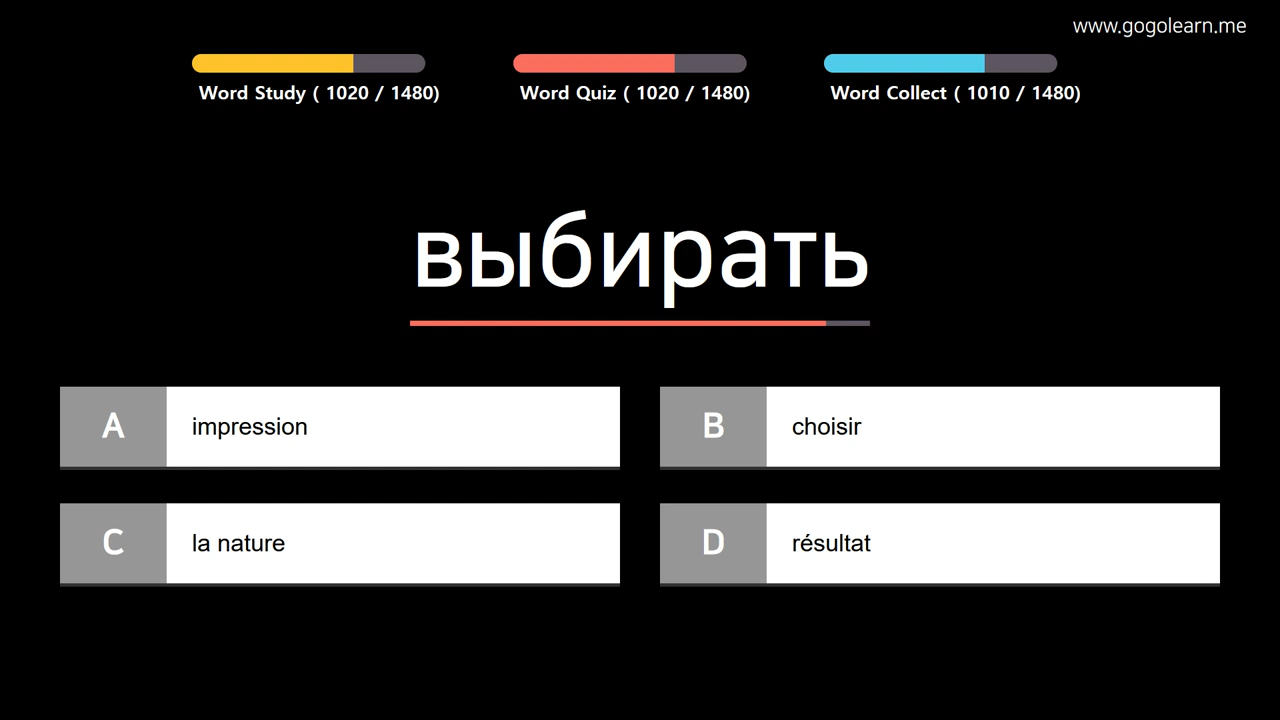 www.gogolearn.me
Word Study ( 1020 / 1480)
Word Quiz ( 1020 / 1480)
Word Collect ( 1010 / 1480)
выбирать
A impression
B choisir
C la nature
D résultat